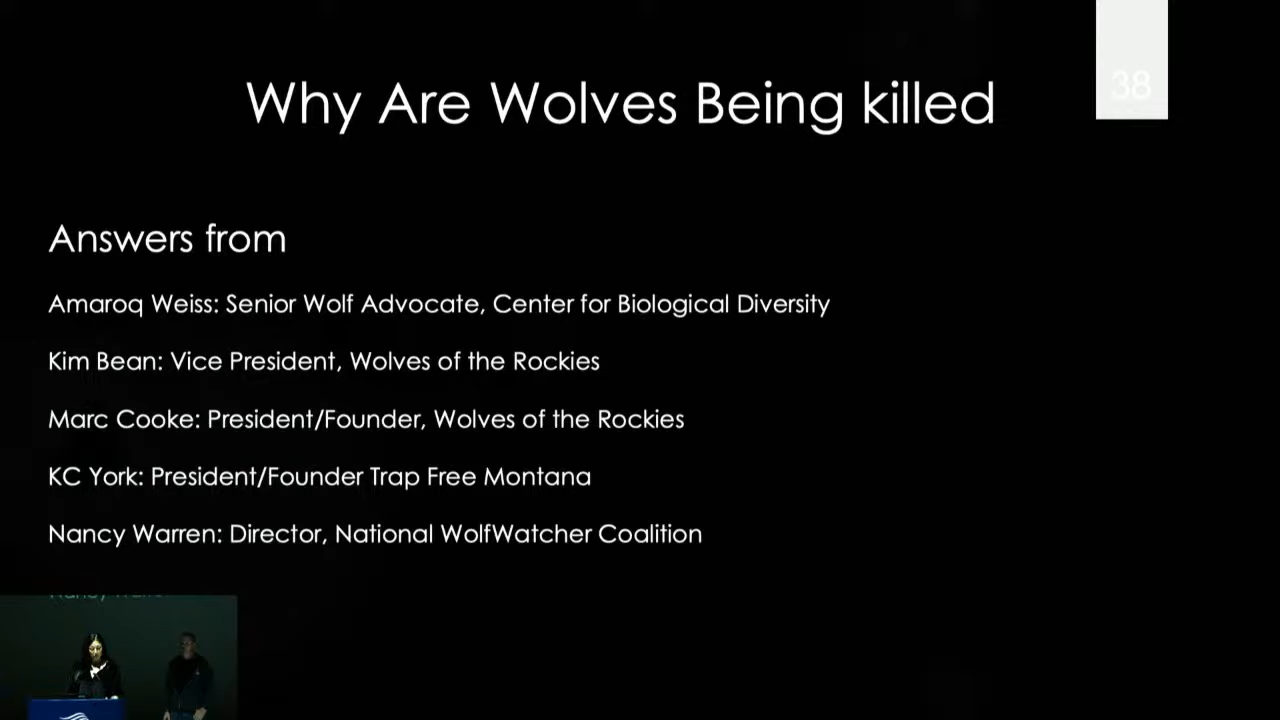 38
Why Are Wolves Being killed
Answers from
Amaroq Weiss: Senior Wolf Advocate, Center for Biological Diversity
Kim Bean: Vice President, Wolves of the Rockies
Marc Cooke: President/Founder, Wolves of the Rockies
KC York: President/Founder Trap Free Montana
Nancy Warren: Director, National WolfWatcher Coalition